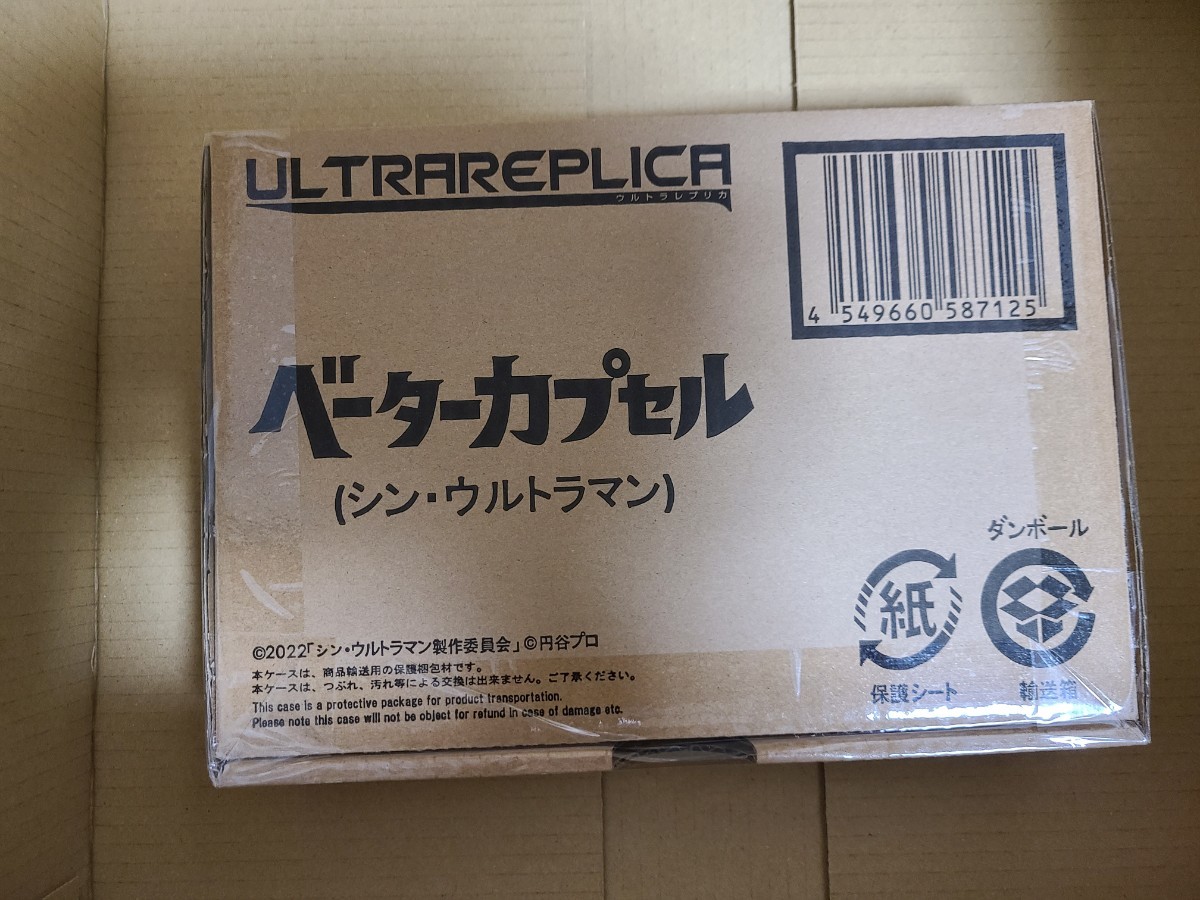 ULTRAREPLICA
ウルトラレプリカ
4 549660 587125
ベーターカプセル
(シン・ウルトラマン)
ダンボール
紙
保護シート
輸送箱
©2022「シン・ウルトラマン製作委員会」©円谷プロ
本ケースは、商品輸送用の保護梱包材です。
本ケースは、つぶれ、汚れ等による交換は出来ません。ご了承ください。
This case is a protective package for product transportation.
Please note this case will not be object for refund in case of damage etc.